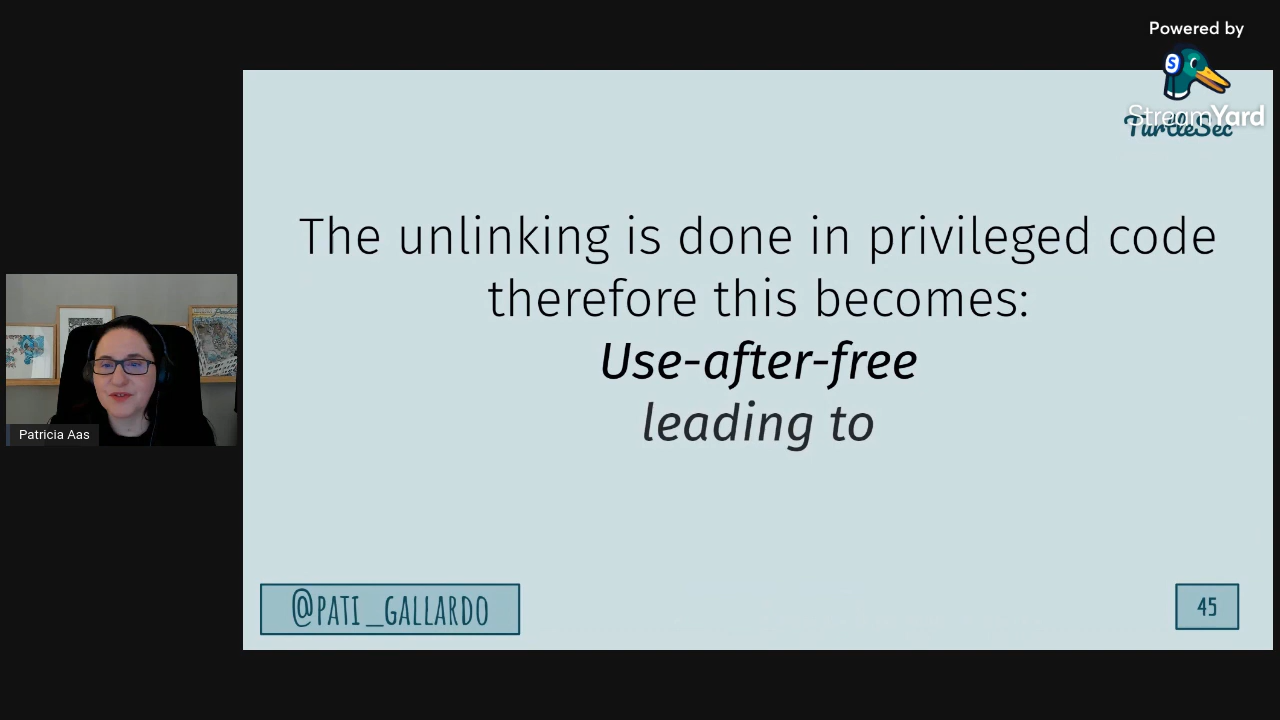 Powered by
StreamYard
TurtleSec
The unlinking is done in privileged code
therefore this becomes:
Use-after-free
leading to
Patricia Aas
@pati_gallardo
45